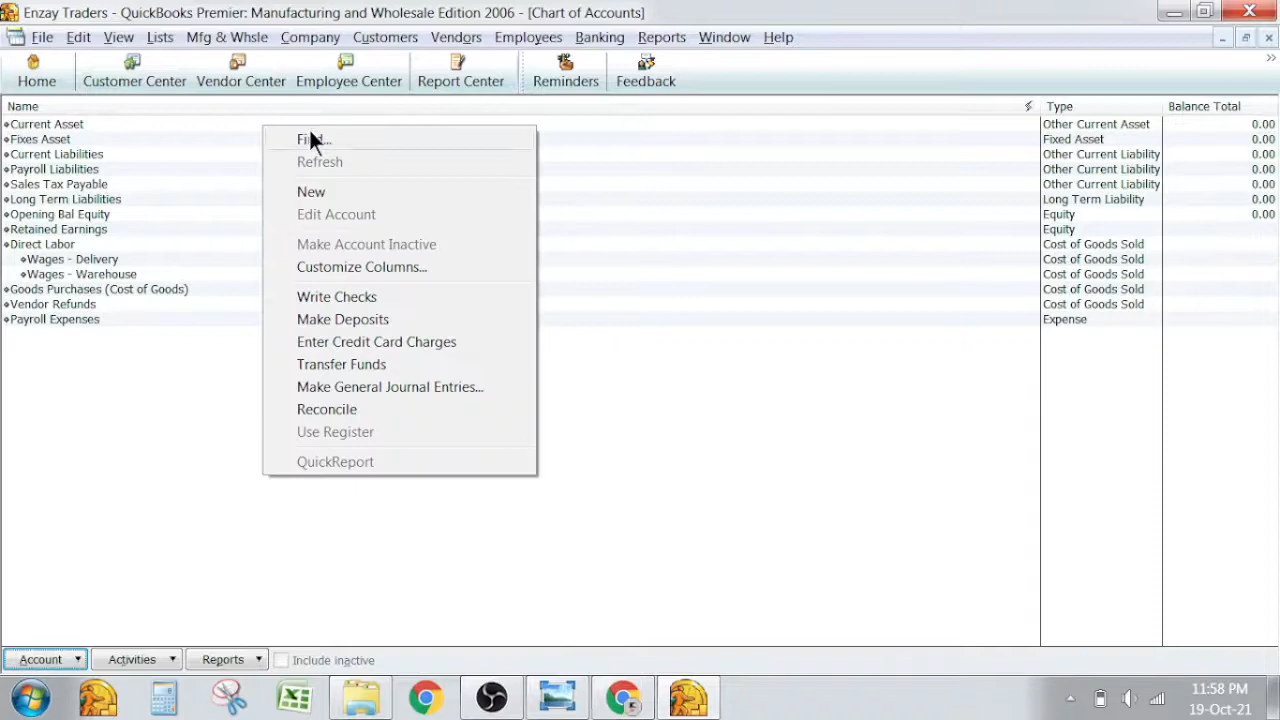 Enzay Traders - QuickBooks Premier: Manufacturing and Wholesale Edition 2006 - [Chart of Accounts]
File Edit View Lists Mfg & Whsle Company Customers Vendors Employees Banking Reports Window Help
Home Customer Center Vendor Center Employee Center Report Center Reminders Feedback
Name Type Balance Total
Current Asset Other Current Asset 0.00
Fixes Asset Fixed Asset 0.00
Current Liabilities Other Current Liability 0.00
Payroll Liabilities Other Current Liability 0.00
Sales Tax Payable Other Current Liability 0.00
Long Term Liabilities Long Term Liability 0.00
Opening Bal Equity Equity 0.00
Retained Earnings Equity
Direct Labor Cost of Goods Sold
Wages - Delivery Cost of Goods Sold
Wages - Warehouse Cost of Goods Sold
Goods Purchases (Cost of Goods) Cost of Goods Sold
Vendor Refunds Cost of Goods Sold
Payroll Expenses Expense
Refresh
New
Edit Account
Make Account Inactive
Customize Columns...
Write Checks
Make Deposits
Enter Credit Card Charges
Transfer Funds
Make General Journal Entries...
Reconcile
Use Register
QuickReport
Account Activities Reports Include inactive
11:58 PM
19-Oct-21